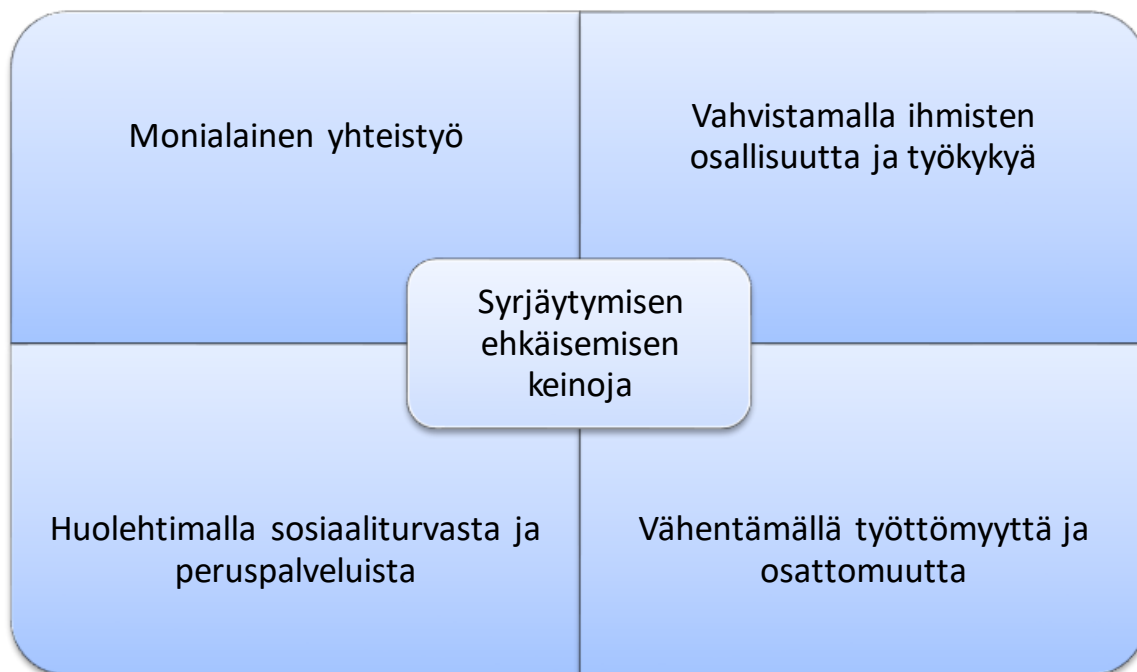 Monialainen yhteistyö
Vahvistamalla ihmisten
osallisuutta ja työkykyä
Syrjäytymisen
ehkäisemisen
keinoja
Huolehtimalla sosiaaliturvasta ja
peruspalveluista
Vähentämällä työttömyyttä ja
osattomuutta